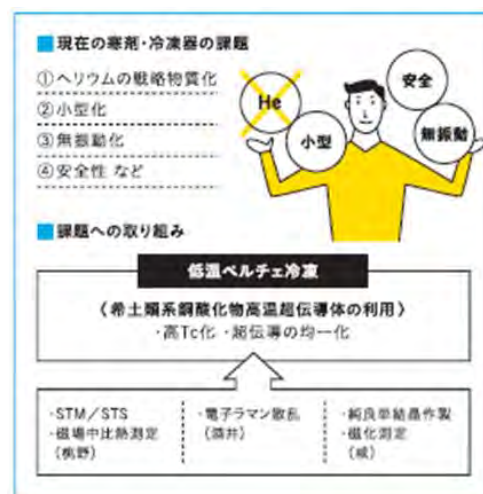 現在の寒剤・冷凍器の課題
①ヘリウムの戦略物質化
②小型化
③無振動化
④安全性 など
He
小型
安全
無振動
課題への取り組み
低温ペルチェ冷凍
〈希土類系銅酸化物高温超伝導体の利用〉
・高Tc化 ・超伝導の均一化
・STM/STS
・磁場中比熱測定
(桃野)
・電子ラマン散乱
(酒井)
・純良単結晶作製
・磁化測定